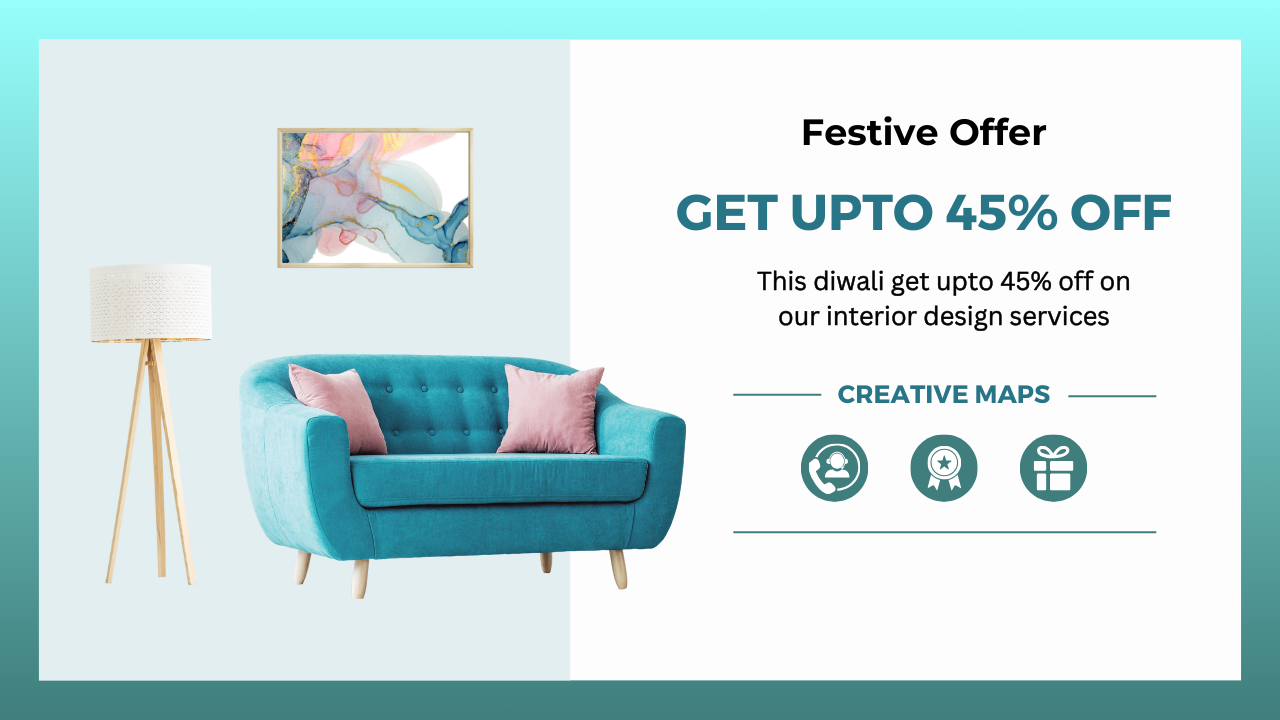 Festive Offer
GET UPTO 45% OFF
This diwali get upto 45% off on
our interior design services
CREATIVE MAPS